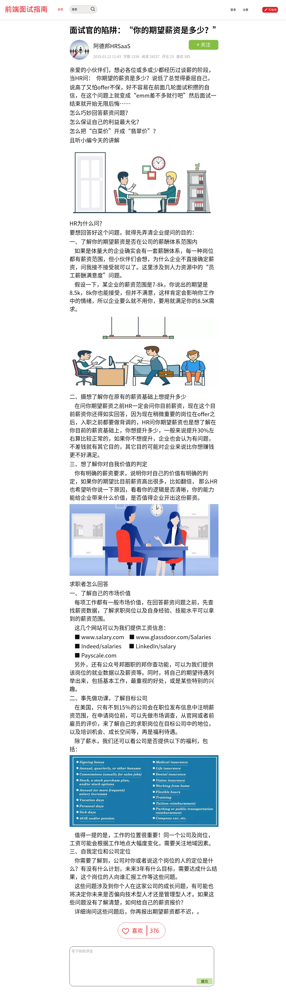 前端面试指南
发现
搜索
登录
注册
写指南
面试官的陷阱：“你的期望薪资是多少？”
阿德邦HRSaaS
+ 关注
2019.03.21 11:43 字数 1334 阅读 24257 评论 23 喜欢 385
亲爱的小伙伴们，想必各位或多或少都经历过谈薪的阶段，
当HR问： 你期望的薪资是多少？说低了总觉得委屈自己，
说高了又怕offer不保，好不容易在前面几轮面试积攒的自
信，在这个问题上就变成“emm差不多就行吧”然后面试一
结束就开始无限后悔……
怎么巧妙回答薪资问题？
怎么保证自己的利益最大化？
怎么把“白菜价”开成“翡翠价”？
且听小编今天的讲解
HR为什么问？
要想回答好这个问题，就得先弄清企业提问的目的：
一、了解你的期望薪资是否在公司的薪酬体系范围内
如果是体量大的企业确实会有一套薪酬体系，每一种岗位
都有薪资范围，但小伙伴们会想，为什么企业不直接确定薪
资，问我接不接受就可以了。这里涉及到人力资源中的“员
工薪酬满意度”问题。
假设一下，某企业的薪资范围是7-8k，你说出的期望是
8.5k，8k你也能接受，但并不满意，这样肯定会影响你工作
中的情绪，所以企业要么就不用你，要用就满足你的8.5K需
求。
二、摄想了解你在原有的薪资基础上想提升多少
在问你期望薪资之前HR一定会问你目前薪资，现在这个目
前薪资你还得如实回答，因为现在稍微重要的岗位在offer之
后，入职之前都要做背调的，HR问你期望薪资也是想了解在
你目前的薪资基础上，你想提升多少，一般来说提升30%左
右算比较正常的，如果你不想提升，企业也会认为有问题，
不差钱就有其它目的，其它目的可能对企业来说比你想赚钱
更不好满足。
三、想了解你对自我价值的判定
你有明确的薪资要求，说明你对自己的价值有明确的判
定，如果你的期望比目前薪资高出很多，比如翻倍， 那么HR
也希望听你说一下原因，看看你的逻辑是否清晰，你的能力
能给企业带来什么价值，是否值得企业开出这份薪资。
求职者怎么回答
一、了解自己的市场价值
每项工作都有一般市场价值，在回答薪资问题之前，先查
找薪资数据，了解求职岗位以及自身经验、技能水平可以拿
到的薪资范围。
这几个网站可以为我们提供工资信息：
■ www.salary.com ■ www.glassdoor.com/Salaries
■ Indeed/salaries ■ LinkedIn/salary
■ Payscale.com
另外，还有公众号邦圈职的邦你查功能，可以为我们提供
该岗位的就业数据以及薪资等。同时，将自己的期望待遇列
举出来，包括基本工作，最重视的好处，或是某些特别的兴
趣。
二、事先做功课，了解目标公司
在美国，只有不到15％的公司会在职位发布信息中注明薪
资范围，在申请岗位前，可以先做市场调查，从官网或者前
雇员的评价，来了解自己的求职岗位在目标公司中的地位，
以及培训机会、成长空间等，再是福利待遇。
除了薪水，我们还可以看公司是否提供以下的福利，包
括：
Signing bonus
Annual, quarterly, or other bonuses
Commissions (usually for sales jobs)
Stock, a stock purchase plan,
and/or stock options
Annual (or more frequent)
salary increases
Vacation days
Personal days
Sick days
401K and/or pension
Medical insurance
Life insurance
Dental insurance
Vision insurance
Working from home
Flexible hours
Training
Tuition reimbursement
Parking or public transportation
reimbursement
Company car, etc.
值得一提的是，工作的位置很重要！同一个公司及岗位，
工资可能会根据工作地点大幅度变化，需要关注地域因素。
三、自我定位和公司定位
你需要了解到，公司对你或者说这个岗位的人的定位是什
么？有没有什么计划，未来3年有什么目标，需要达成什么结
果，这个岗位的人向谁汇报工作等这些问题。
这些问题涉及到你个人在这家公司的成长问题，有可能也
将决定你未来是否偏向技术型人才还是管理型人才。如果这
些问题没有了解清楚，如何给自己的薪资报价？
详细询问这些问题后，你再报出期望薪资都不迟，。
喜欢 376
写下你的评论
提交